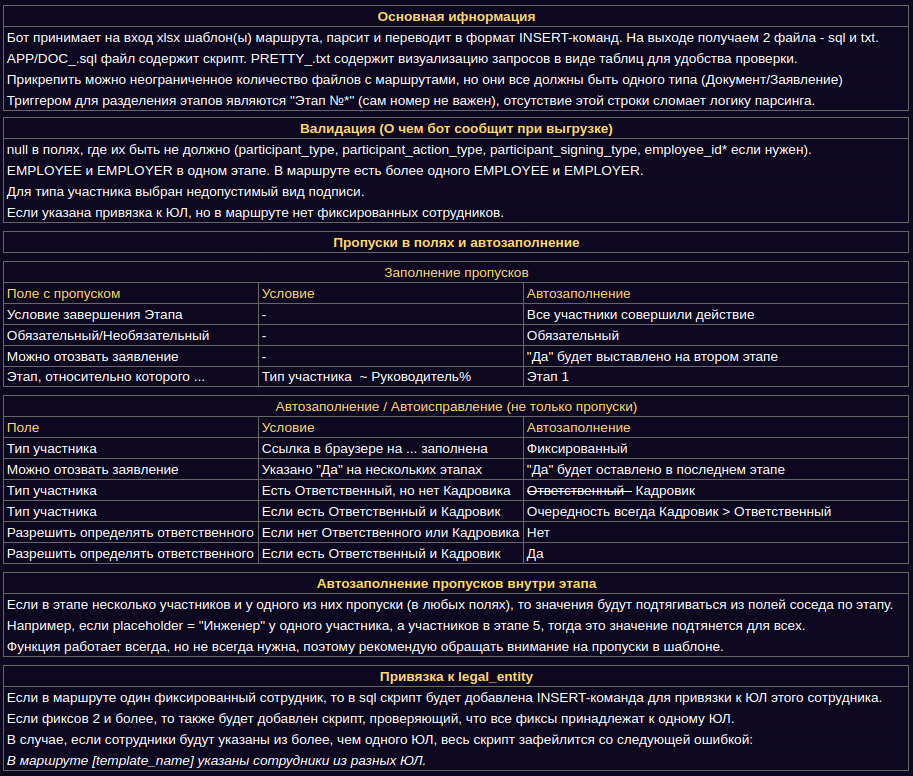 Основная ифнормация
Бот принимает на вход xlsx шаблон(ы) маршрута, парсит и переводит в формат INSERT-команд. На выходе получаем 2 файла - sql и txt.
APP/DOC_.sql файл содержит скрипт. PRETTY_.txt содержит визуализацию запросов в виде таблиц для удобства проверки.
Прикрепить можно неограниченное количество файлов с маршрутами, но они все должны быть одного типа (Документ/Заявление)
Триггером для разделения этапов являются "Этап №*" (сам номер не важен), отсутствие этой строки сломает логику парсинга.
Валидация (О чем бот сообщит при выгрузке)
null в полях, где их быть не должно (participant_type, participant_action_type, participant_signing_type, employee_id* если нужен).
EMPLOYEE и EMPLOYER в одном этапе. В маршруте есть более одного EMPLOYEE и EMPLOYER.
Для типа участника выбран недопустимый вид подписи.
Если указана привязка к ЮЛ, но в маршруте нет фиксированных сотрудников.
Пропуски в полях и автозаполнение
Заполнение пропусков
Поле с пропуском Условие Автозаполнение
Условие завершения Этапа - Все участники совершили действие
Обязательный/Необязательный - Обязательный
Можно отозвать заявление - "Да" будет выставлено на втором этапе
Этап, относительно которого ... Тип участника ~ Руководитель% Этап 1
Автозаполнение / Автоисправление (не только пропуски)
Поле Условие Автозаполнение
Тип участника Ссылка в браузере на ... заполнена Фиксированный
Можно отозвать заявление Указано "Да" на нескольких этапах "Да" будет оставлено в последнем этапе
Тип участника Есть Ответственный, но нет Кадровика Ответственный Кадровик
Тип участника Если есть Ответственный и Кадровик Очередность всегда Кадровик > Ответственный
Разрешить определять ответственного Если нет Ответственного или Кадровика Нет
Разрешить определять ответственного Если есть Ответственный и Кадровик Да
Автозаполнение пропусков внутри этапа
Если в этапе несколько участников и у одного из них пропуски (в любых полях), то значения будут подтягиваться из полей соседа по этапу.
Например, если placeholder = "Инженер" у одного участника, а участников в этапе 5, тогда это значение подтянется для всех.
Функция работает всегда, но не всегда нужна, поэтому рекомендую обращать внимание на пропуски в шаблоне.
Привязка к legal_entity
Если в маршруте один фиксированный сотрудник, то в sql скрипт будет добавлена INSERT-команда для привязки к ЮЛ этого сотрудника.
Если фиксов 2 и более, то также будет добавлен скрипт, проверяющий, что все фиксы принадлежат к одному ЮЛ.
В случае, если сотрудники будут указаны из более, чем одного ЮЛ, весь скрипт зафейлится со следующей ошибкой:
В маршруте [template_name] указаны сотрудники из разных ЮЛ.